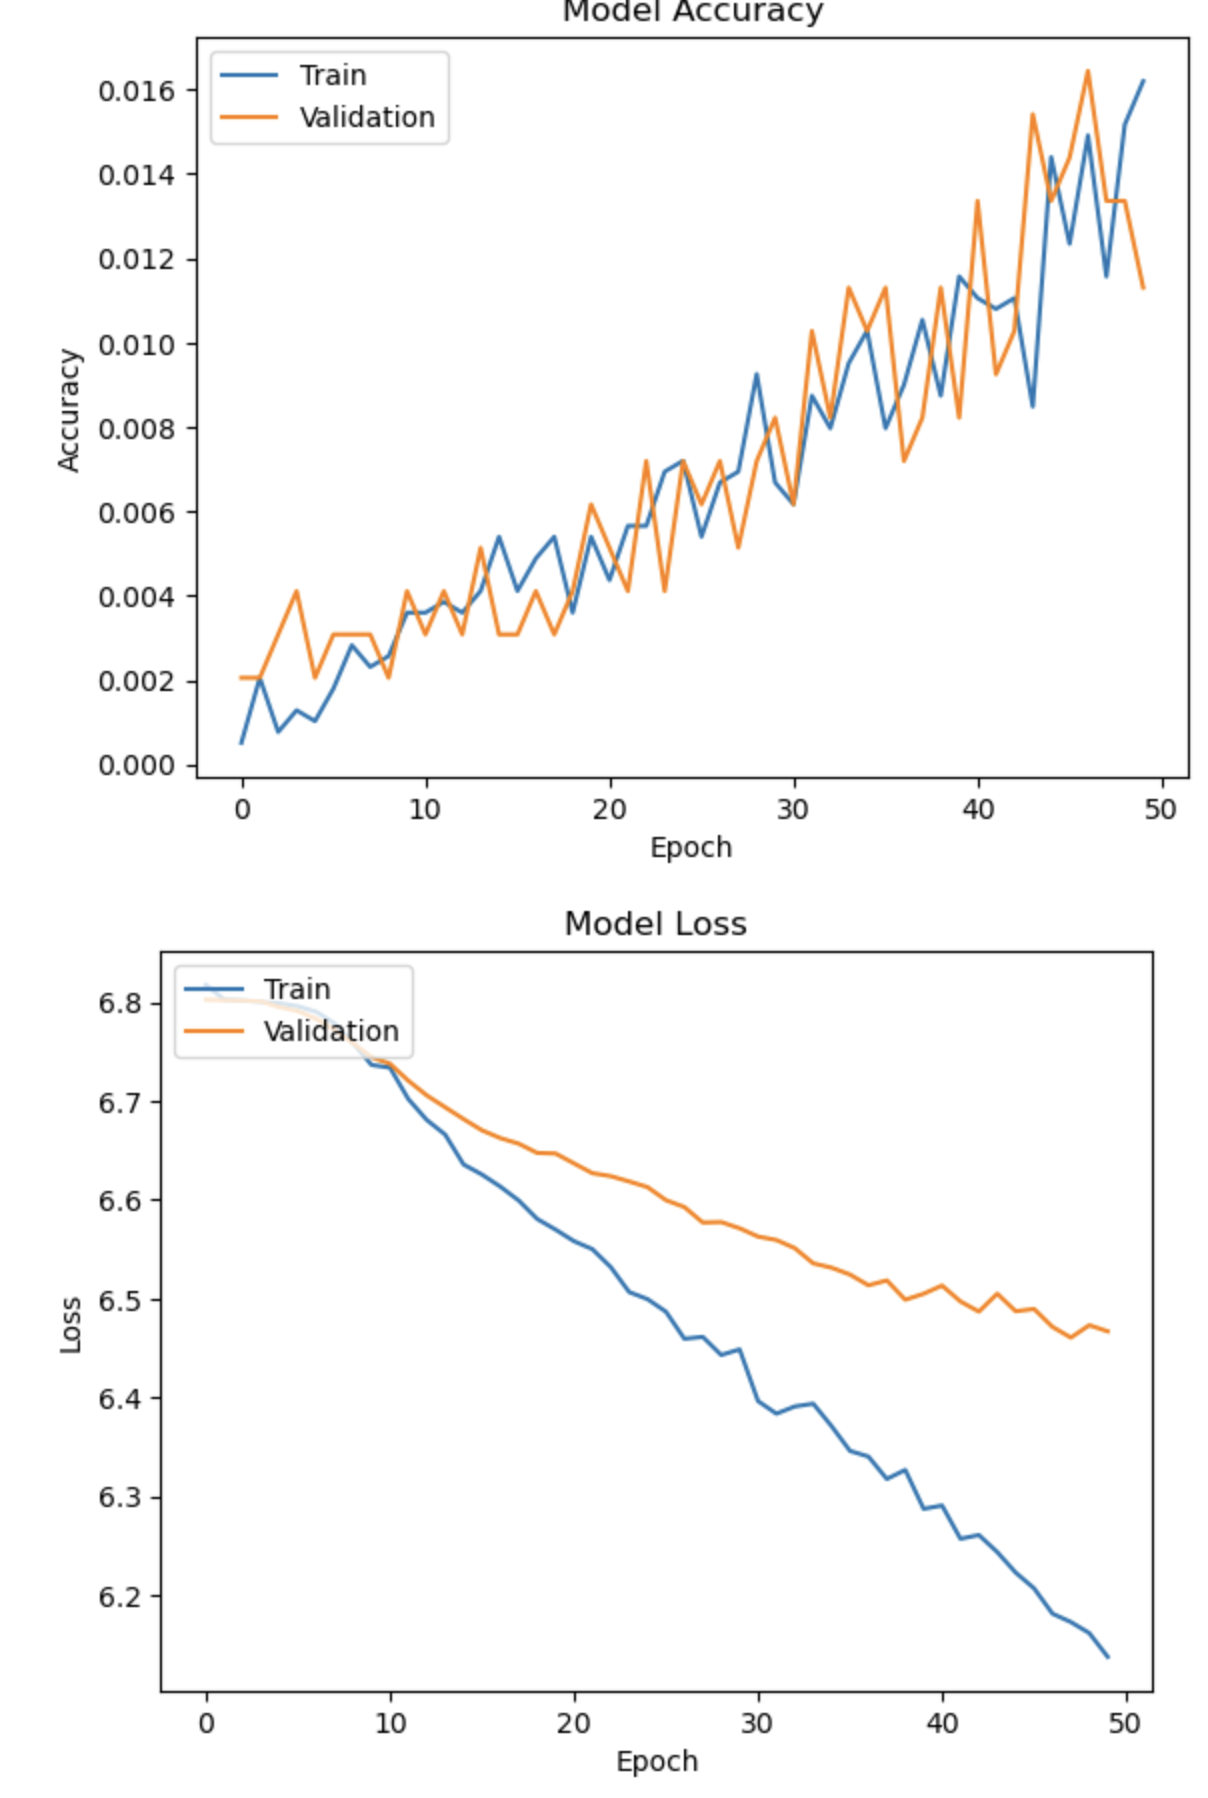 Model Accuracy
Train
Validation
0.016
0.014
0.012
0.010
0.008
0.006
0.004
0.002
0.000
Accuracy
0 10 20 30 40 50
Epoch
Model Loss
Train
Validation
6.8
6.7
6.6
6.5
6.4
6.3
6.2
Loss
0 10 20 30 40 50
Epoch